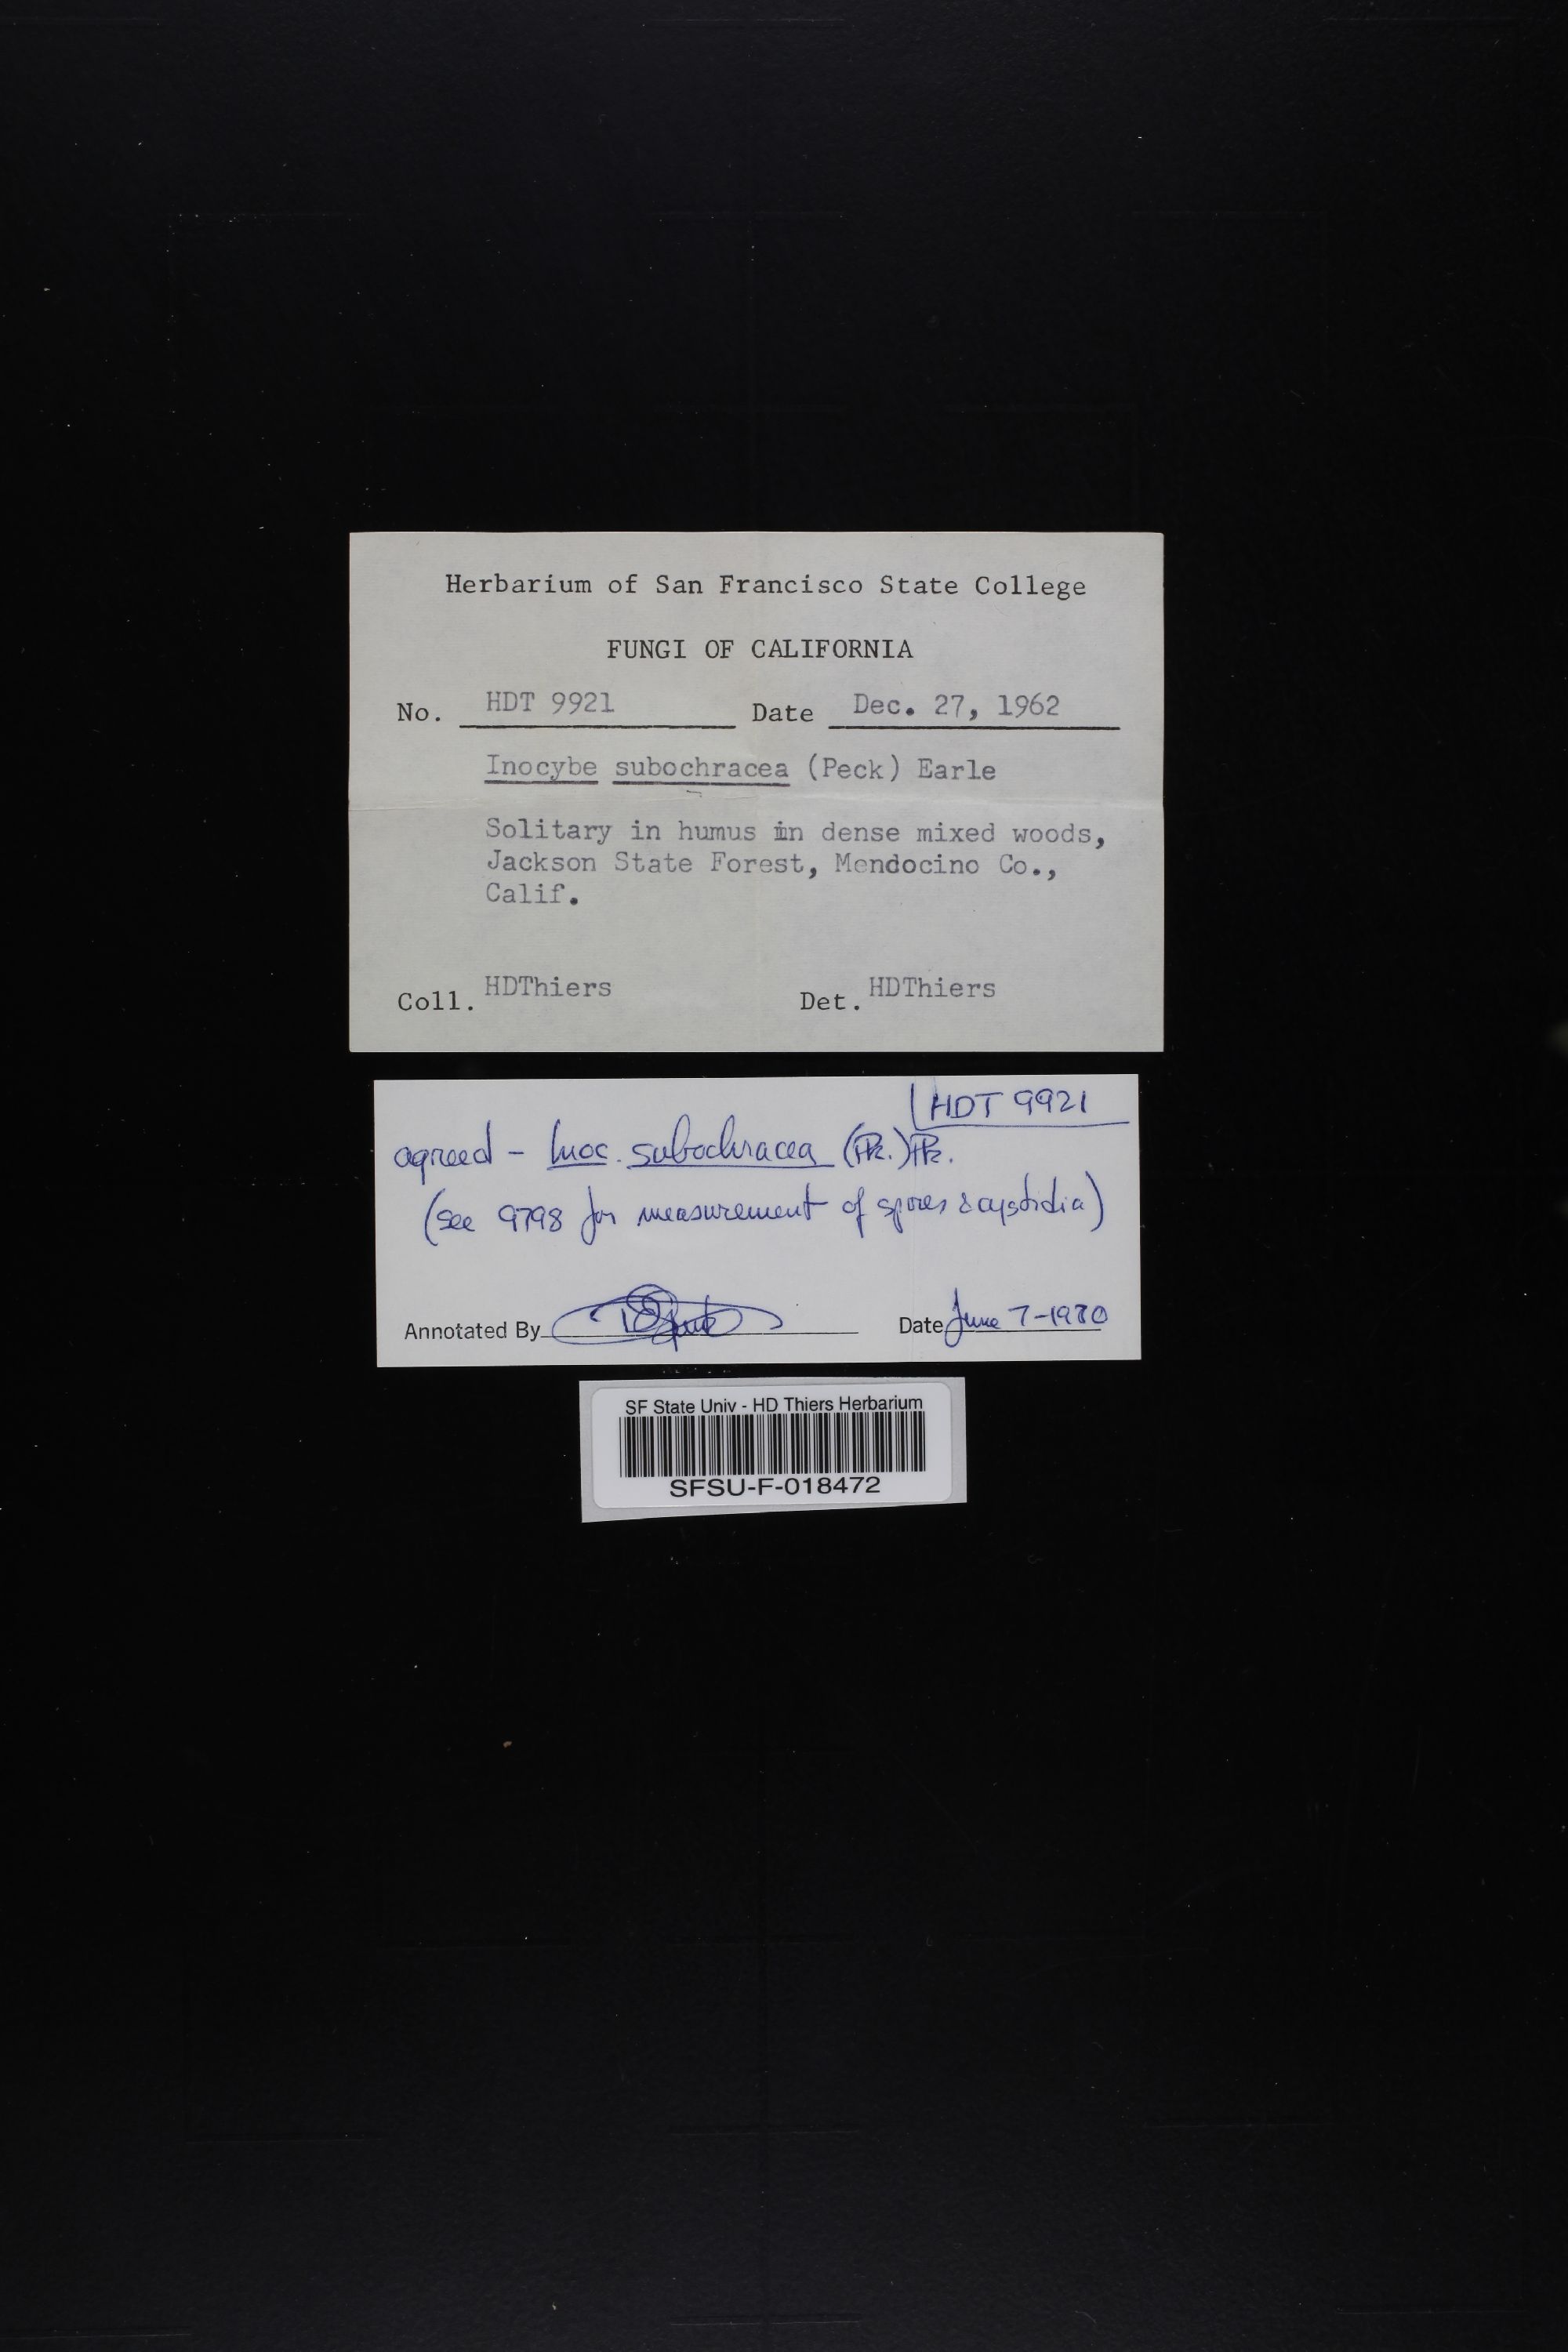 Herbarium of San Francisco State College
FUNGI OF CALIFORNIA
No. HDT 9921 Date Dec. 27, 1962
Inocybe subochracea (Peck) Earle
Solitary in humus in dense mixed woods,
Jackson State Forest, Mendocino Co.,
Calif.
Coll. HDThiers Det. HDThiers
HDT 9921
agreed - Inoc. subochracea (Pk.) Pk.
(see 9798 for measurement of spores & cystidia)
Annotated By Date June 7-1980
SF State Univ - HD Thiers Herbarium
SFSU-F-018472